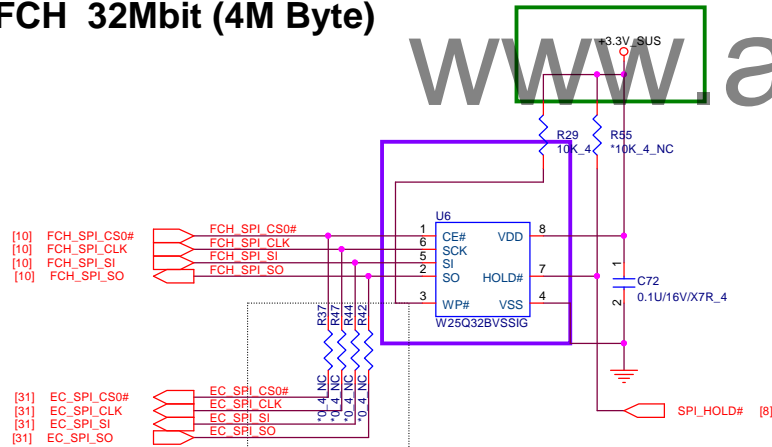 FCH 32Mbit (4M Byte)
www.a
+3.3V_SUS
R29
10K_4
R55
*10K_4_NC
U6
[10] FCH_SPI_CS0# FCH_SPI_CS0# 1 CE# VDD 8
[10] FCH_SPI_CLK FCH_SPI_CLK 6 SCK
[10] FCH_SPI_SI FCH_SPI_SI 5 SI HOLD# 7
[10] FCH_SPI_SO FCH_SPI_SO 2 SO
3 WP# VSS 4
W25Q32BVSSIG
1
C72
0.1U/16V/X7R_4
2
R37
R47
R44
R42
*0_4_NC
*0_4_NC
*0_4_NC
*0_4_NC
[31] EC_SPI_CS0# EC_SPI_CS0#
[31] EC_SPI_CLK EC_SPI_CLK
[31] EC_SPI_SI EC_SPI_SI
[31] EC_SPI_SO EC_SPI_SO
SPI_HOLD# [8]